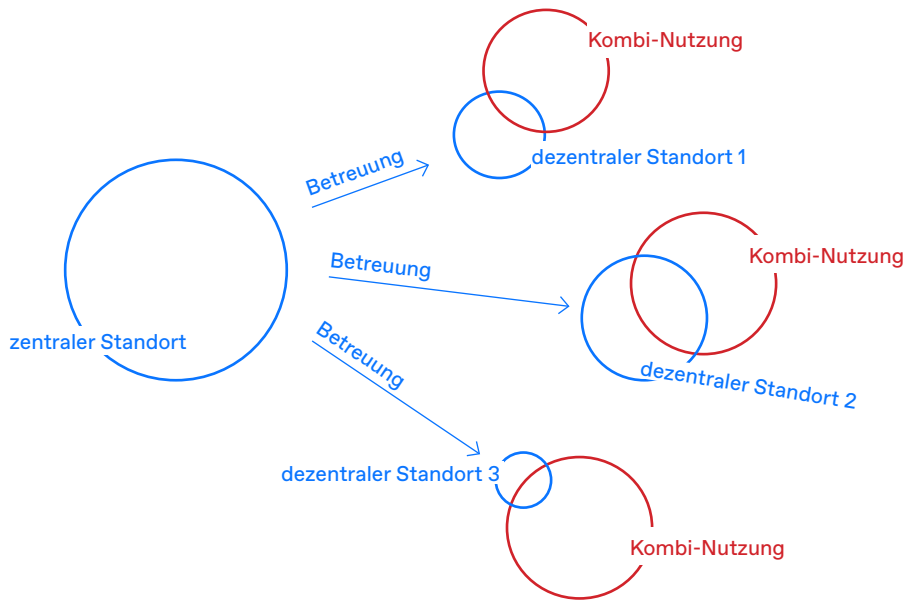 Kombi-Nutzung
dezentraler Standort 1
Betreuung
Kombi-Nutzung
Betreuung
zentraler Standort
Betreuung
dezentraler Standort 2
dezentraler Standort 3
Kombi-Nutzung